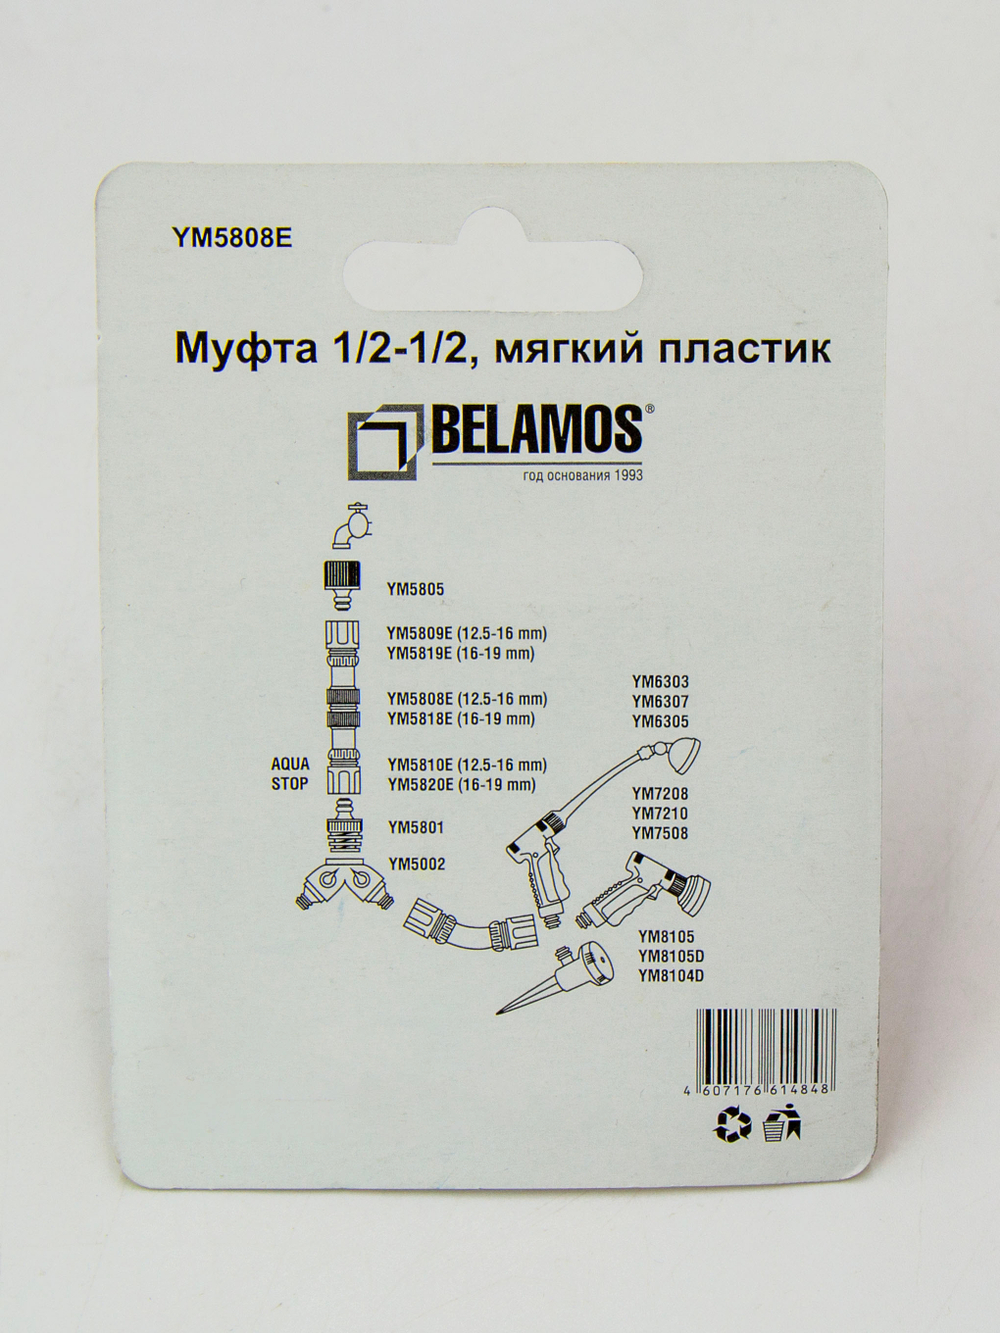 YM5808E
Муфта 1/2-1/2, мягкий пластик
BELAMOS®
год основания 1993
YM5805
YM5809E (12.5-16 mm)
YM5819E (16-19 mm)
YM5808E (12.5-16 mm)
YM5818E (16-19 mm)
AQUA
STOP
YM5810E (12.5-16 mm)
YM5820E (16-19 mm)
YM5801
YM5002
YM6303
YM6307
YM6305
YM7208
YM7210
YM7508
YM8105
YM8105D
YM8104D
4 607176 614848